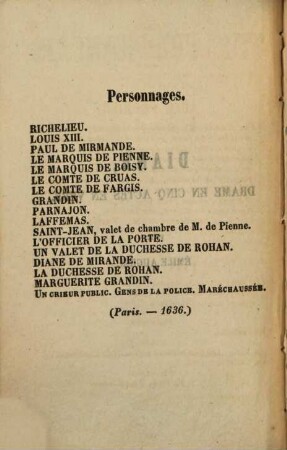 Personnages.
RICHELIEU.
LOUIS XIII.
PAUL DE MIRMANDE.
LE MARQUIS DE PIENNE.
LE MARQUIS DE BOISY.
LE COMTE DE CRUAS.
LE COMTE DE FARGIS.
GRANDIN.
PARNAJON.
LAFFEMAS.
SAINT-JEAN, valet de chambre de M. de Pienne.
L'OFFICIER DE LA PORTE.
UN VALET DE LA DUCHESSE DE ROHAN.
DIANE DE MIRANDE.
LA DUCHESSE DE ROHAN.
MARGUERITE GRANDIN.
UN CRIEUR PUBLIC. GENS DE LA POLICE. MARÉCHAUSSÉE.
(Paris. — 1636.)